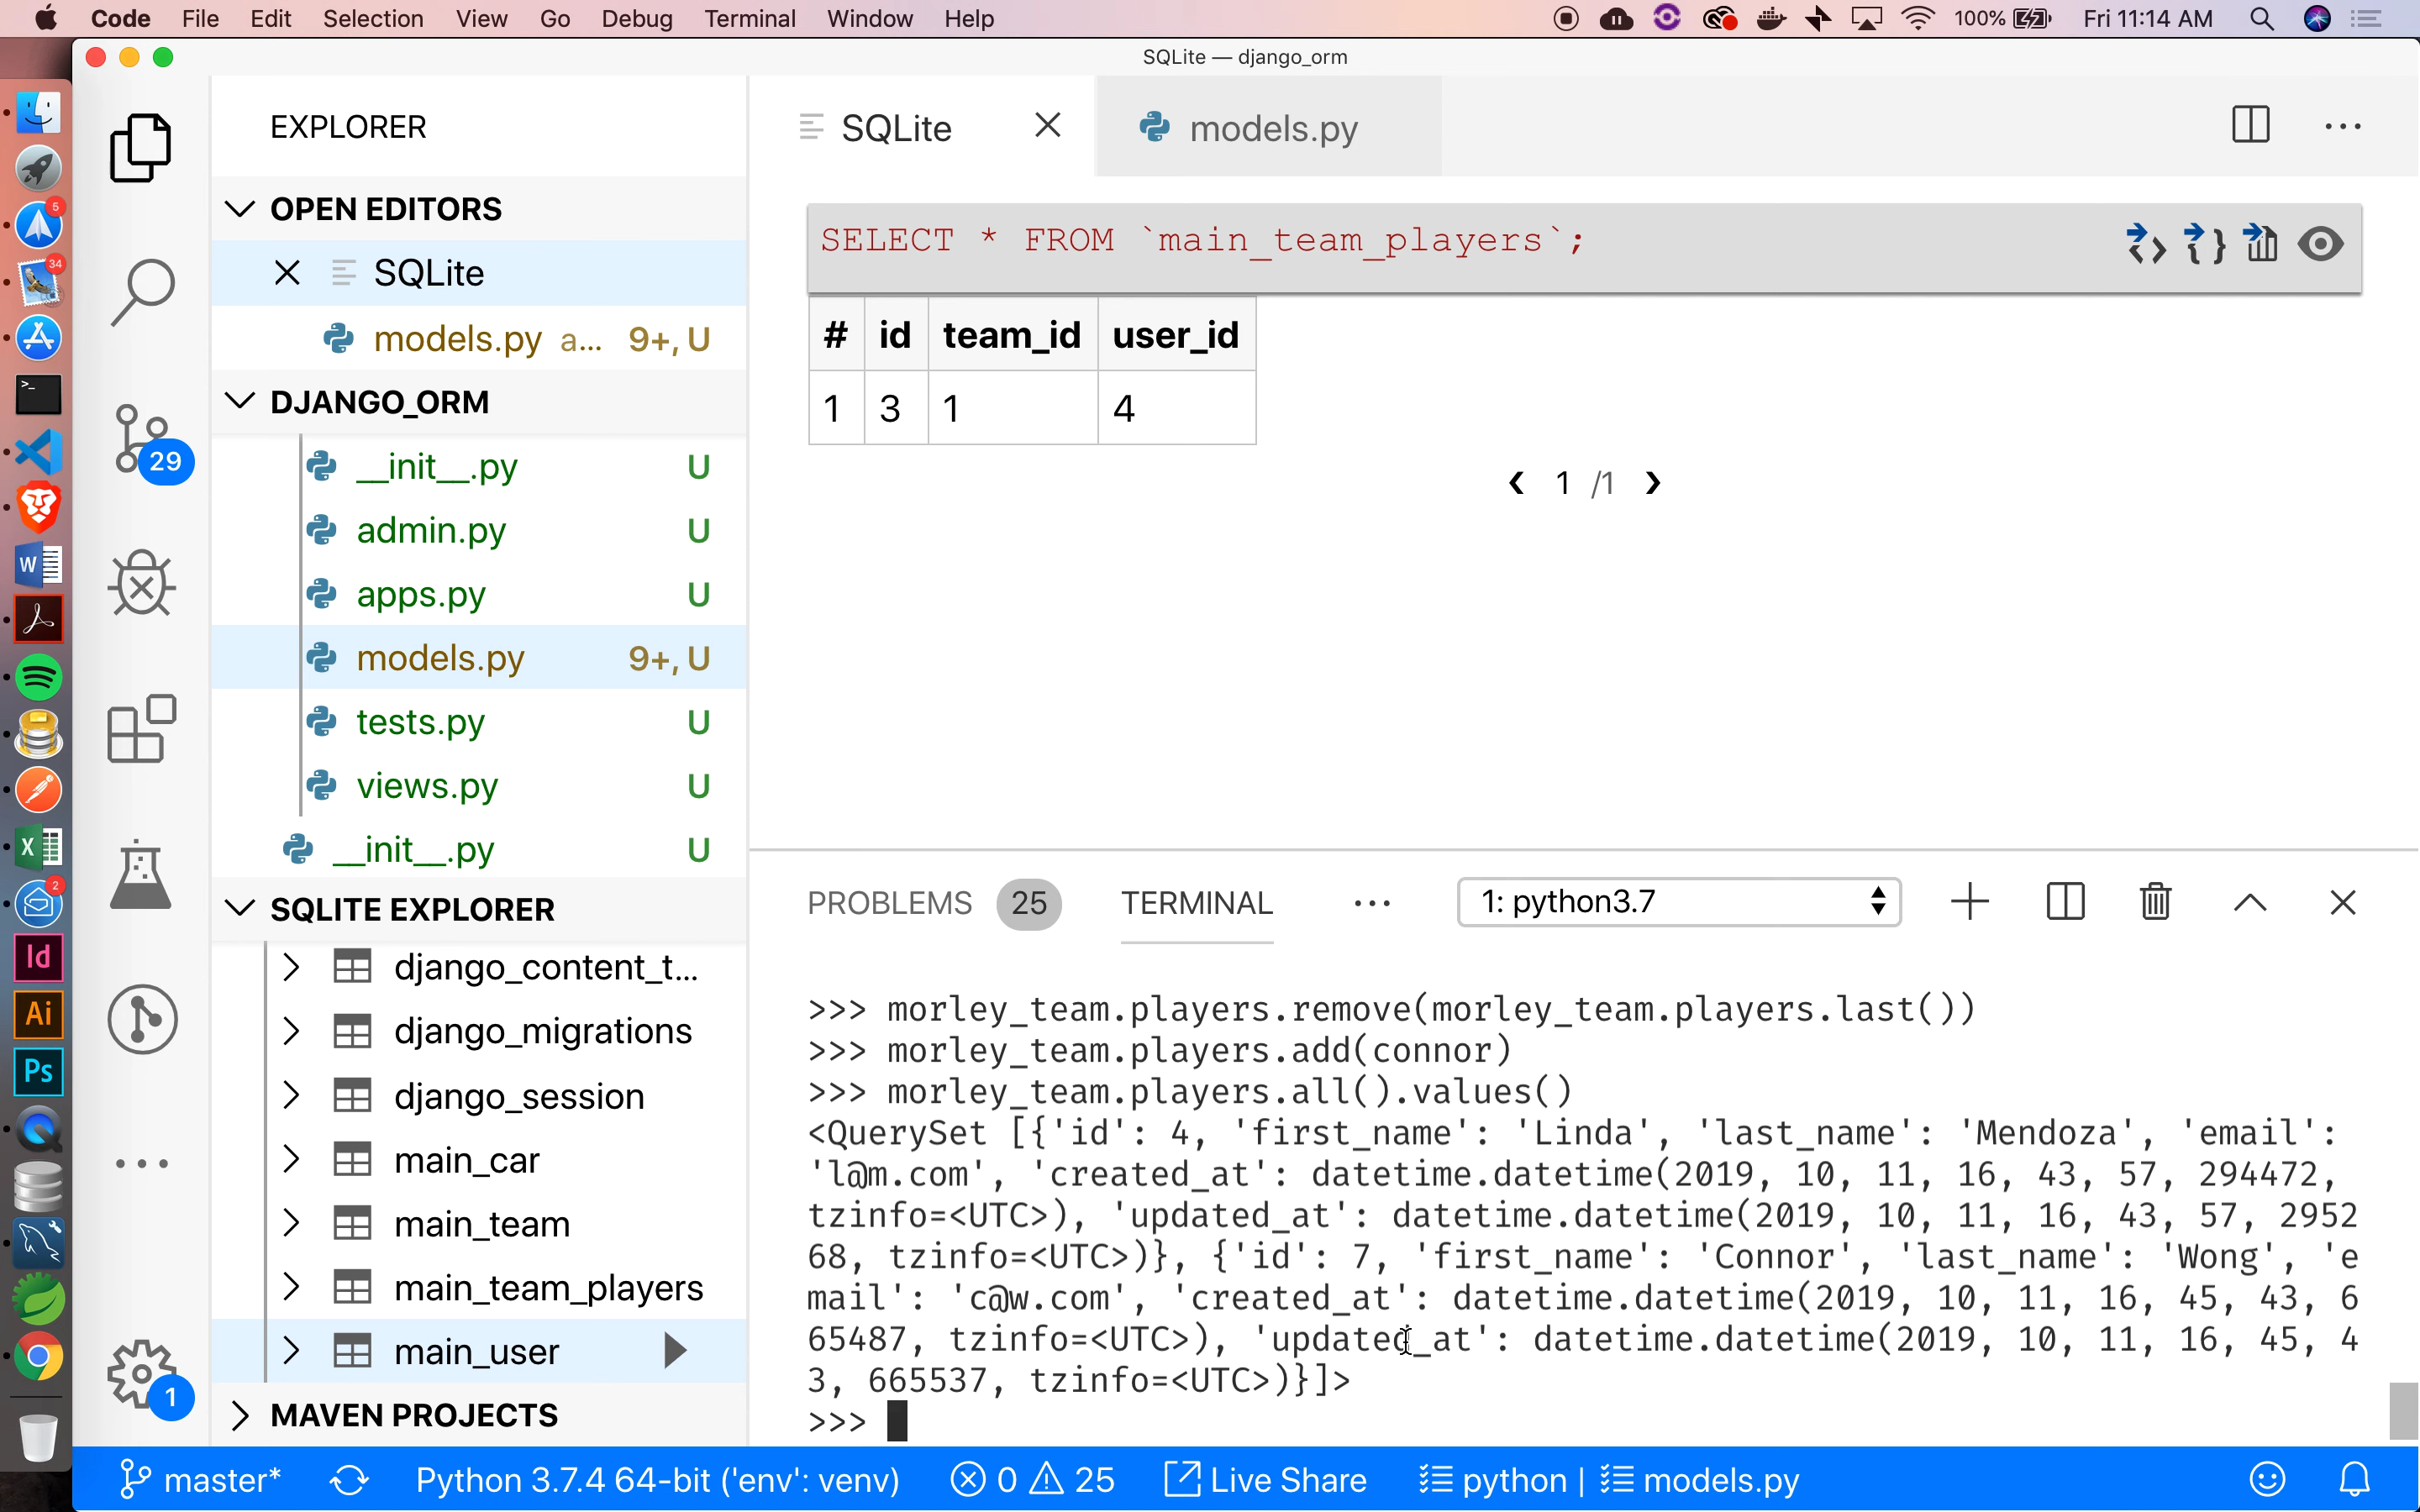 Code File Edit Selection View Go Debug Terminal Window Help 100% Fri 11:14 AM
SQLite — django_orm
EXPLORER
SQLite
models.py
OPEN EDITORS
SQLite
models.py a... 9+, U
DJANGO_ORM
__init__.py U
admin.py U
apps.py U
models.py 9+, U
tests.py U
views.py U
__init__.py U
SQLITE EXPLORER
django_content_t...
django_migrations
django_session
main_car
main_team
main_team_players
main_user
MAVEN PROJECTS
29
1
5
34
2
W
X
Id
Ai
Ps
SELECT * FROM `main_team_players`;
# id team_id user_id
1 3 1 4
1 /1
PROBLEMS 25 TERMINAL ... 1: python3.7
>>> morley_team.players.remove(morley_team.players.last())
>>> morley_team.players.add(connor)
>>> morley_team.players.all().values()
<QuerySet [{'id': 4, 'first_name': 'Linda', 'last_name': 'Mendoza', 'email':
'l@m.com', 'created_at': datetime.datetime(2019, 10, 11, 16, 43, 57, 294472,
tzinfo=<UTC>), 'updated_at': datetime.datetime(2019, 10, 11, 16, 43, 57, 2952
68, tzinfo=<UTC>)}, {'id': 7, 'first_name': 'Connor', 'last_name': 'Wong', 'e
mail': 'c@w.com', 'created_at': datetime.datetime(2019, 10, 11, 16, 45, 43, 6
65487, tzinfo=<UTC>), 'updated_at': datetime.datetime(2019, 10, 11, 16, 45, 4
3, 665537, tzinfo=<UTC>)}]>
>>>
master* Python 3.7.4 64-bit ('env': venv) 0 25 Live Share python | models.py